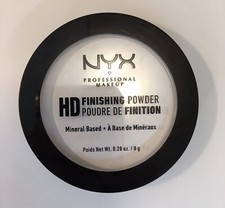 NYX
PROFESSIONAL
MAKEUP
HD FINISHING POWDER
POUDRE DE FINITION
Mineral Based • À Base de Minéraux
Poids Net Wt. 0.28 oz. / 8 g